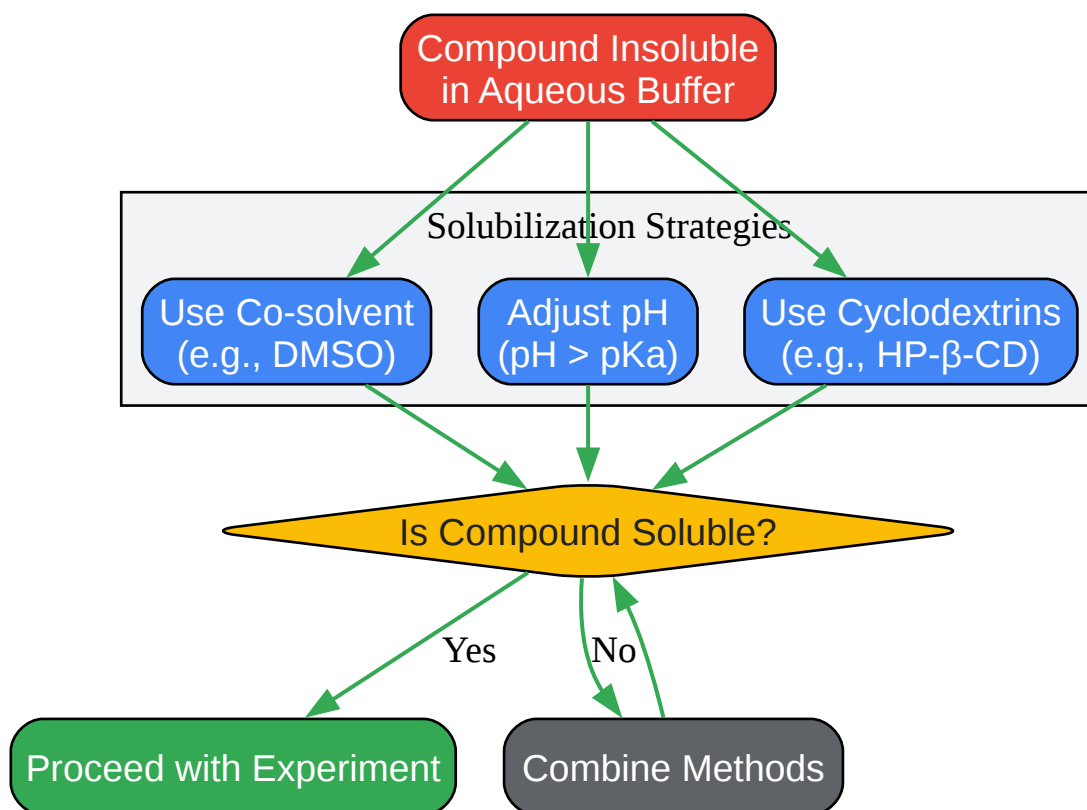 Compound Insoluble
in Aqueous Buffer
Solubilization Strategies
Use Co-solvent
(e.g., DMSO)
Adjust pH
(pH > pKa)
Use Cyclodextrins
(e.g., HP-β-CD)
Is Compound Soluble?
Yes
No
Proceed with Experiment
Combine Methods